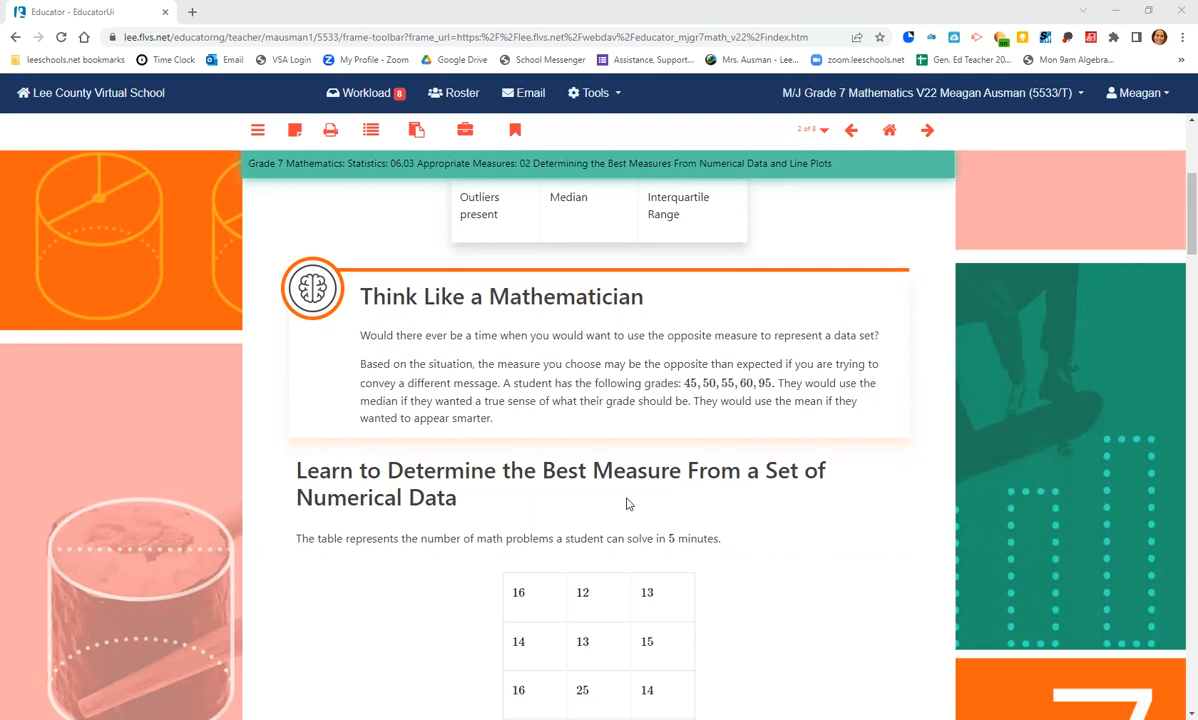 Educator - EducatorUi
lee.flvs.net/educatorng/teacher/mausman1/5533/frame-toolbar?frame_url=https:%2F%2Flee.flvs.net%2Fwebdav%2Feducator_mjgr7math_v22%2Findex.htm
leeschools.net bookmarks Time Clock Email VSA Login My Profile - Zoom Google Drive School Messenger Assistance, Support... Mrs. Ausman - Lee... zoom.leeschools.net Gen. Ed Teacher 20... Mon 9am Algebra...
Lee County Virtual School Workload 8 Roster Email Tools M/J Grade 7 Mathematics V22 Meagan Ausman (5533/T) Meagan
2 of 8
Grade 7 Mathematics: Statistics: 06.03 Appropriate Measures: 02 Determining the Best Measures From Numerical Data and Line Plots
Outliers present Median Interquartile Range
Think Like a Mathematician
Would there ever be a time when you would want to use the opposite measure to represent a data set?
Based on the situation, the measure you choose may be the opposite than expected if you are trying to
convey a different message. A student has the following grades: 45, 50, 55, 60, 95. They would use the
median if they wanted a true sense of what their grade should be. They would use the mean if they
wanted to appear smarter.
Learn to Determine the Best Measure From a Set of
Numerical Data
The table represents the number of math problems a student can solve in 5 minutes.
16 12 13
14 13 15
16 25 14
7